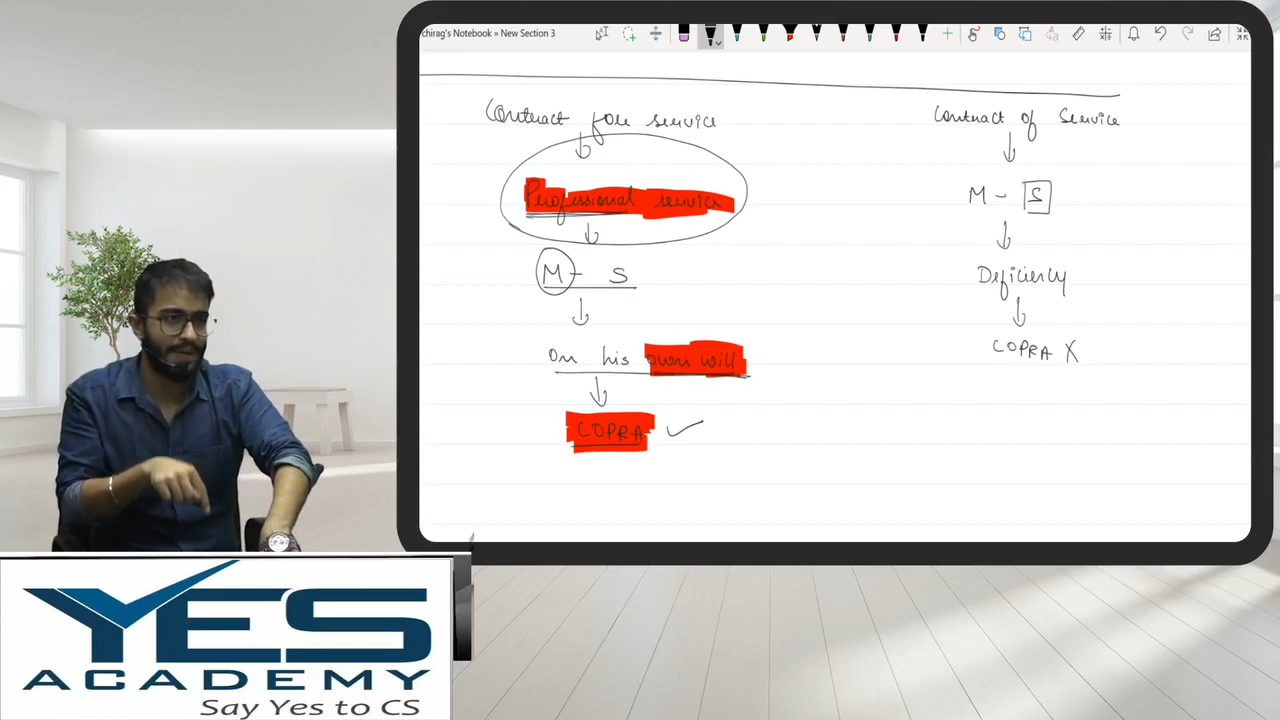 chirag's Notebook » New Section 3
Contract for service
Professional service
M - S
On his own will
COPRA ✓
Contract of Service
M - S
Deficiency
COPRA X
YES
ACADEMY
Say Yes to CS